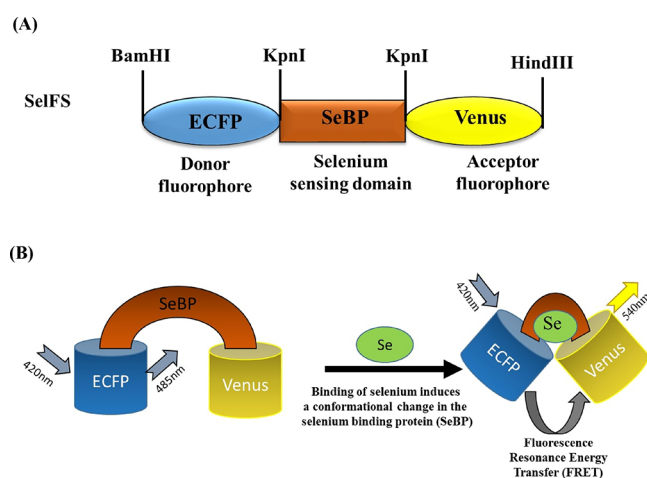 (A)
BamHI
KpnI
KpnI
HindIII
SelFS
ECFP
SeBP
Venus
Donor
fluorophore
Selenium
sensing domain
Acceptor
fluorophore
(B)
SeBP
420nm
ECFP
485nm
Venus
Se
Binding of selenium induces
a conformational change in the
selenium binding protein (SeBP)
420nm
ECFP
Se
Venus
540nm
Fluorescence
Resonance Energy
Transfer (FRET)